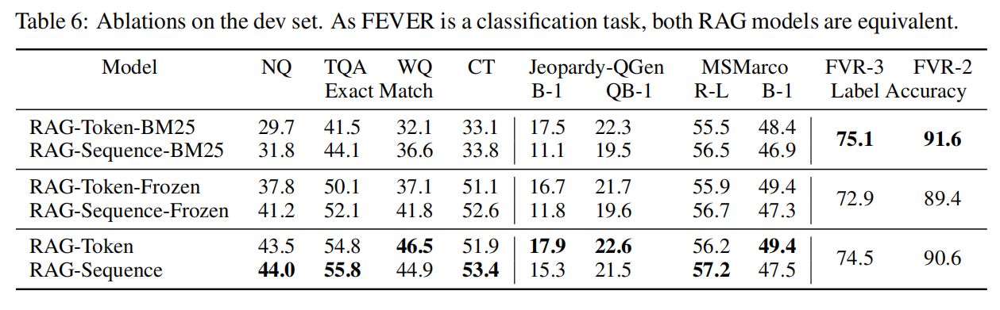 Table 6: Ablations on the dev set. As FEVER is a classification task, both RAG models are equivalent.
Model NQ TQA WQ CT Jeopardy-QGen MSMarco FVR-3 FVR-2
Exact Match B-1 QB-1 R-L B-1 Label Accuracy
RAG-Token-BM25 29.7 41.5 32.1 33.1 17.5 22.3 55.5 48.4
75.1 91.6
RAG-Sequence-BM25 31.8 44.1 36.6 33.8 11.1 19.5 56.5 46.9
RAG-Token-Frozen 37.8 50.1 37.1 51.1 16.7 21.7 55.9 49.4
72.9 89.4
RAG-Sequence-Frozen 41.2 52.1 41.8 52.6 11.8 19.6 56.7 47.3
RAG-Token 43.5 54.8 46.5 51.9 17.9 22.6 56.2 49.4
74.5 90.6
RAG-Sequence 44.0 55.8 44.9 53.4 15.3 21.5 57.2 47.5